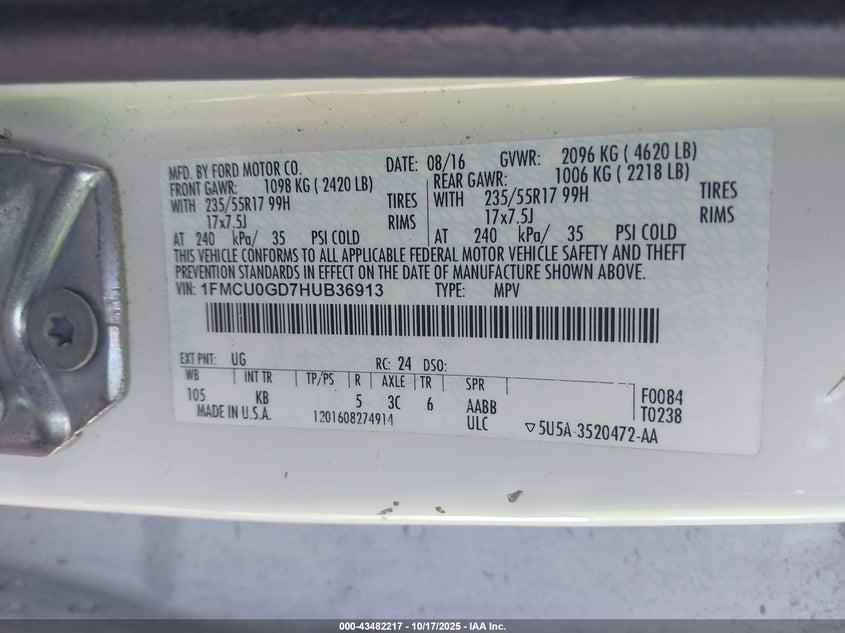 MFD. BY FORD MOTOR CO. DATE: 08/16 GVWR: 2096 KG ( 4620 LB)
FRONT GAWR: 1098 KG ( 2420 LB) REAR GAWR: 1006 KG ( 2218 LB)
WITH 235/55R17 99H TIRES WITH 235/55R17 99H TIRES
17x7.5J RIMS 17x7.5J RIMS
AT 240 kPa/ 35 PSI COLD AT 240 kPa/ 35 PSI COLD
THIS VEHICLE CONFORMS TO ALL APPLICABLE FEDERAL MOTOR VEHICLE SAFETY AND THEFT
PREVENTION STANDARDS IN EFFECT ON THE DATE OF MANUFACTURE SHOWN ABOVE.
VIN: 1FMCU0GD7HUB36913 TYPE: MPV
EXT PNT: UG RC: 24 DSO:
WB INT TR TP/PS R AXLE TR SPR
105 KB 5 3C 6 AABB F0084
MADE IN U.S.A. 1201608274914 ULC T0238
▽5U5A-3520472-AA
000-43482217 - 10/17/2025 - IAA Inc.